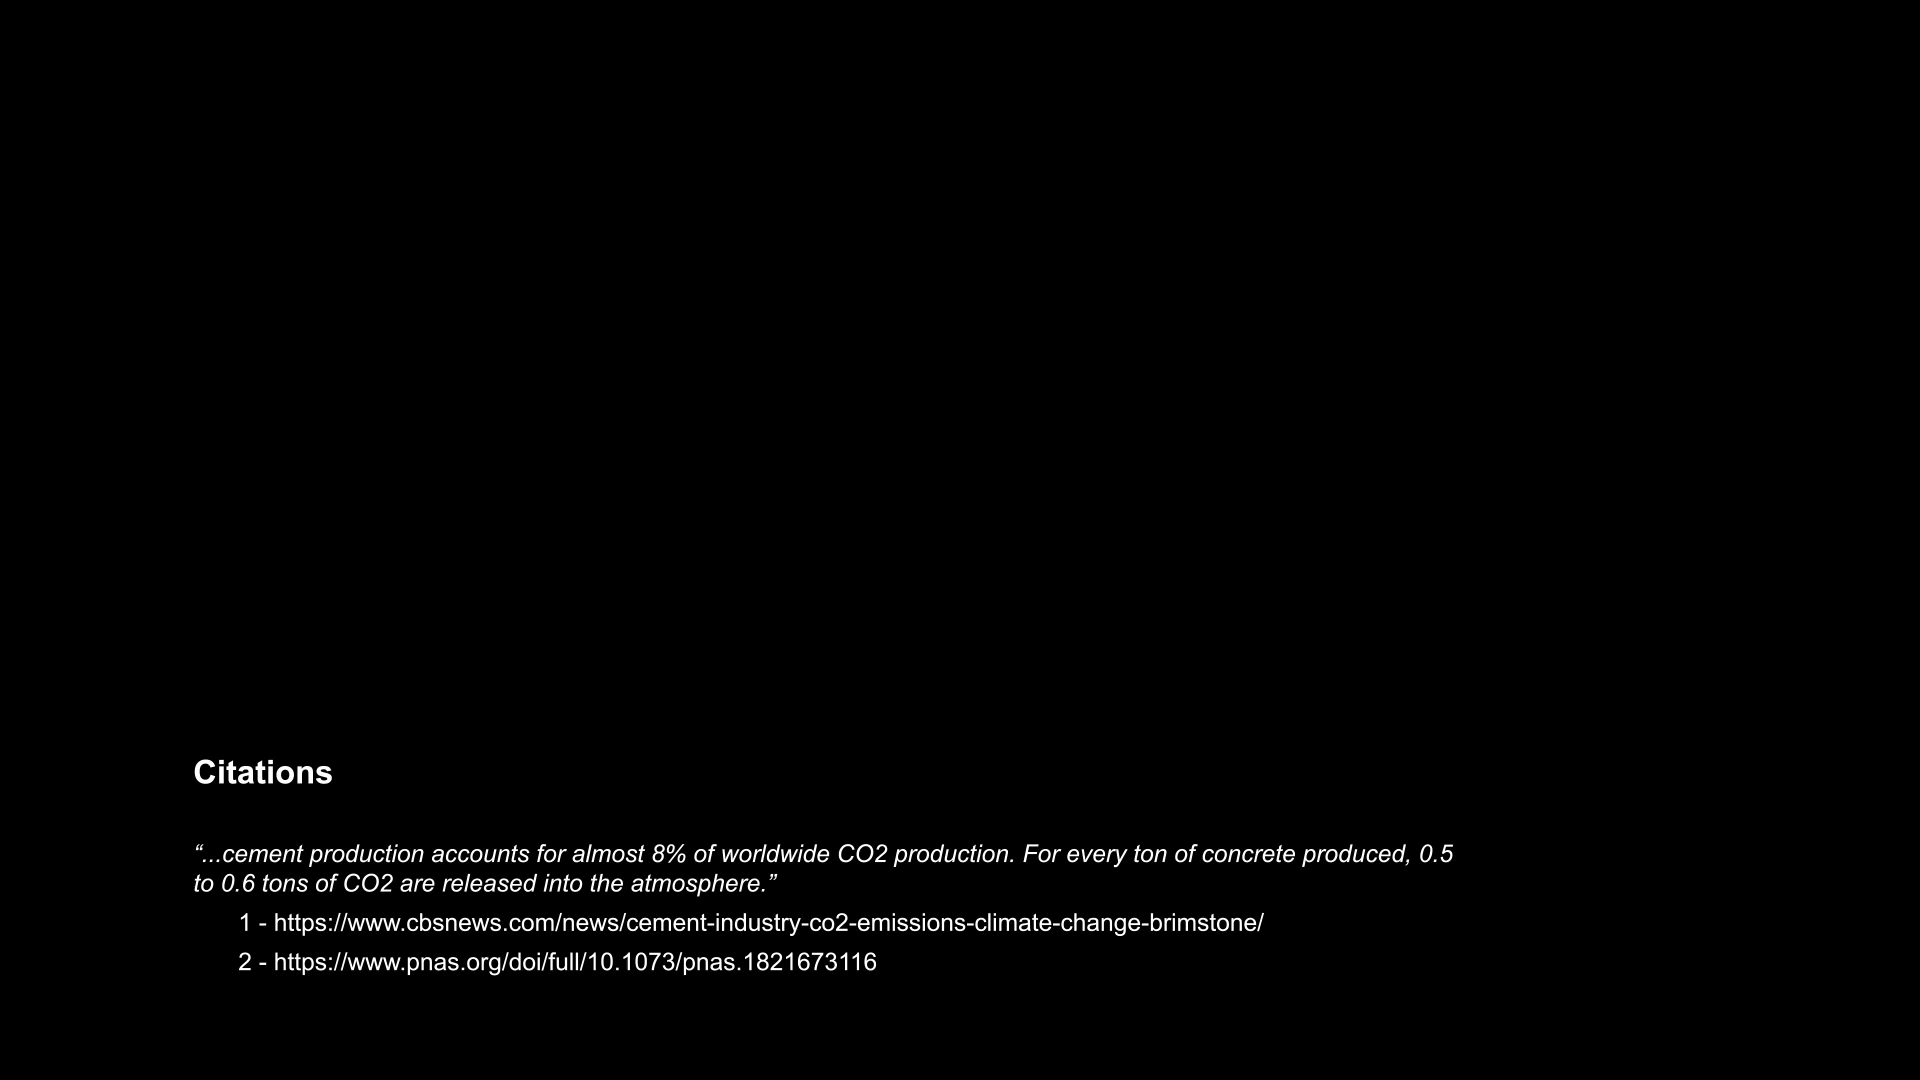 Citations
“...cement production accounts for almost 8% of worldwide CO2 production. For every ton of concrete produced, 0.5
to 0.6 tons of CO2 are released into the atmosphere.”
1 - https://www.cbsnews.com/news/cement-industry-co2-emissions-climate-change-brimstone/
2 - https://www.pnas.org/doi/full/10.1073/pnas.1821673116